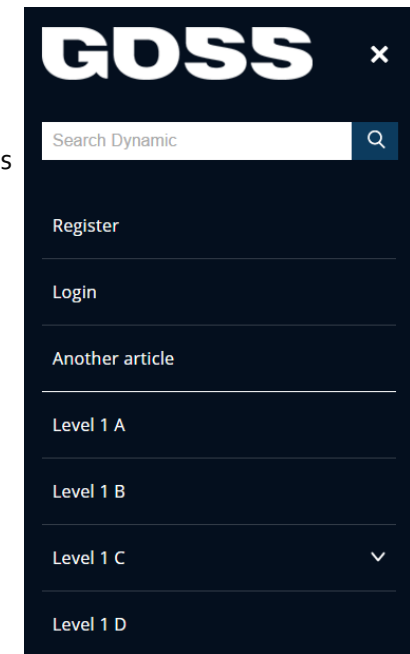 GOSS
Search Dynamic
s
Register
Login
Another article
Level 1 A
Level 1 B
Level 1 C
Level 1 D